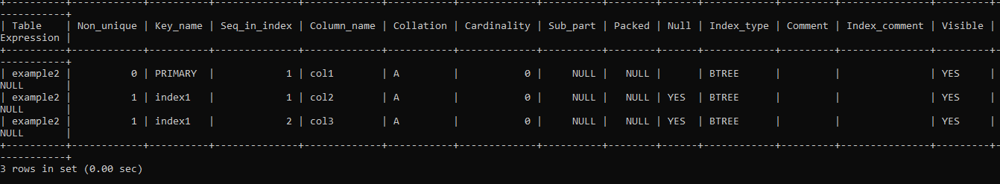 +----------+------------+----------+--------------+-------------+-----------+-------------+----------+--------+------+------------+---------+---------------+---------+-
-----------+
| Table    | Non_unique | Key_name | Seq_in_index | Column_name | Collation | Cardinality | Sub_part | Packed | Null | Index_type | Comment | Index_comment | Visible |
Expression |
+----------+------------+----------+--------------+-------------+-----------+-------------+----------+--------+------+------------+---------+---------------+---------+-
-----------+
| example2 |          0 | PRIMARY  |            1 | col1        | A         |           0 |     NULL |   NULL |      | BTREE      |         |               | YES     |
NULL       |
| example2 |          1 | index1   |            1 | col2        | A         |           0 |     NULL |   NULL | YES  | BTREE      |         |               | YES     |
NULL       |
| example2 |          1 | index1   |            2 | col3        | A         |           0 |     NULL |   NULL | YES  | BTREE      |         |               | YES     |
NULL       |
+----------+------------+----------+--------------+-------------+-----------+-------------+----------+--------+------+------------+---------+---------------+---------+-
-----------+
3 rows in set (0.00 sec)